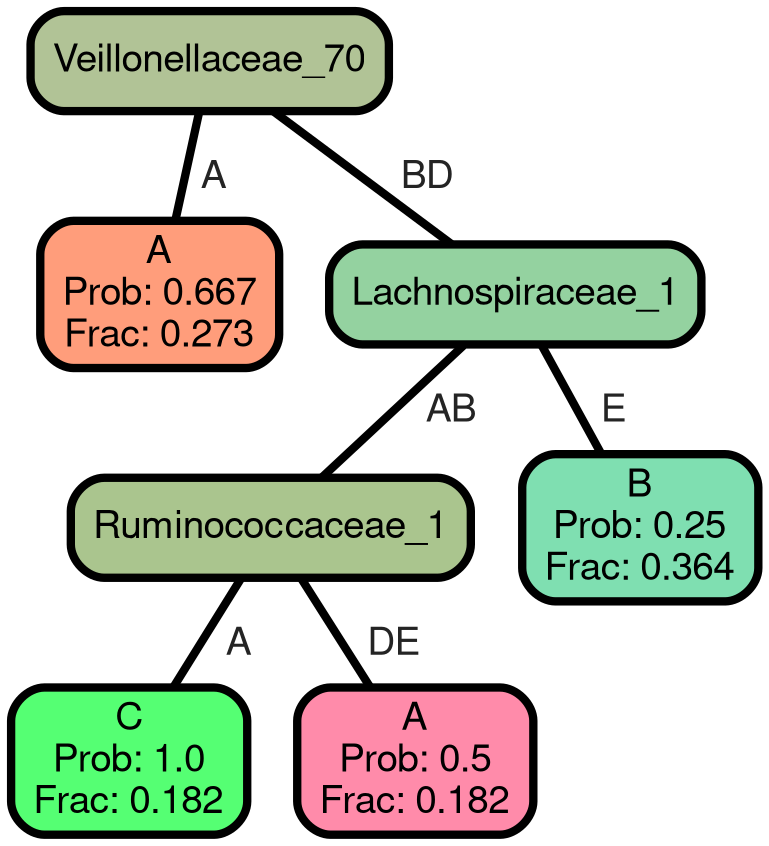 Veillonellaceae_70
A
BD
A
Prob: 0.667
Frac: 0.273
Lachnospiraceae_1
AB
E
Ruminococcaceae_1
B
Prob: 0.25
Frac: 0.364
A
DE
C
Prob: 1.0
Frac: 0.182
A
Prob: 0.5
Frac: 0.182